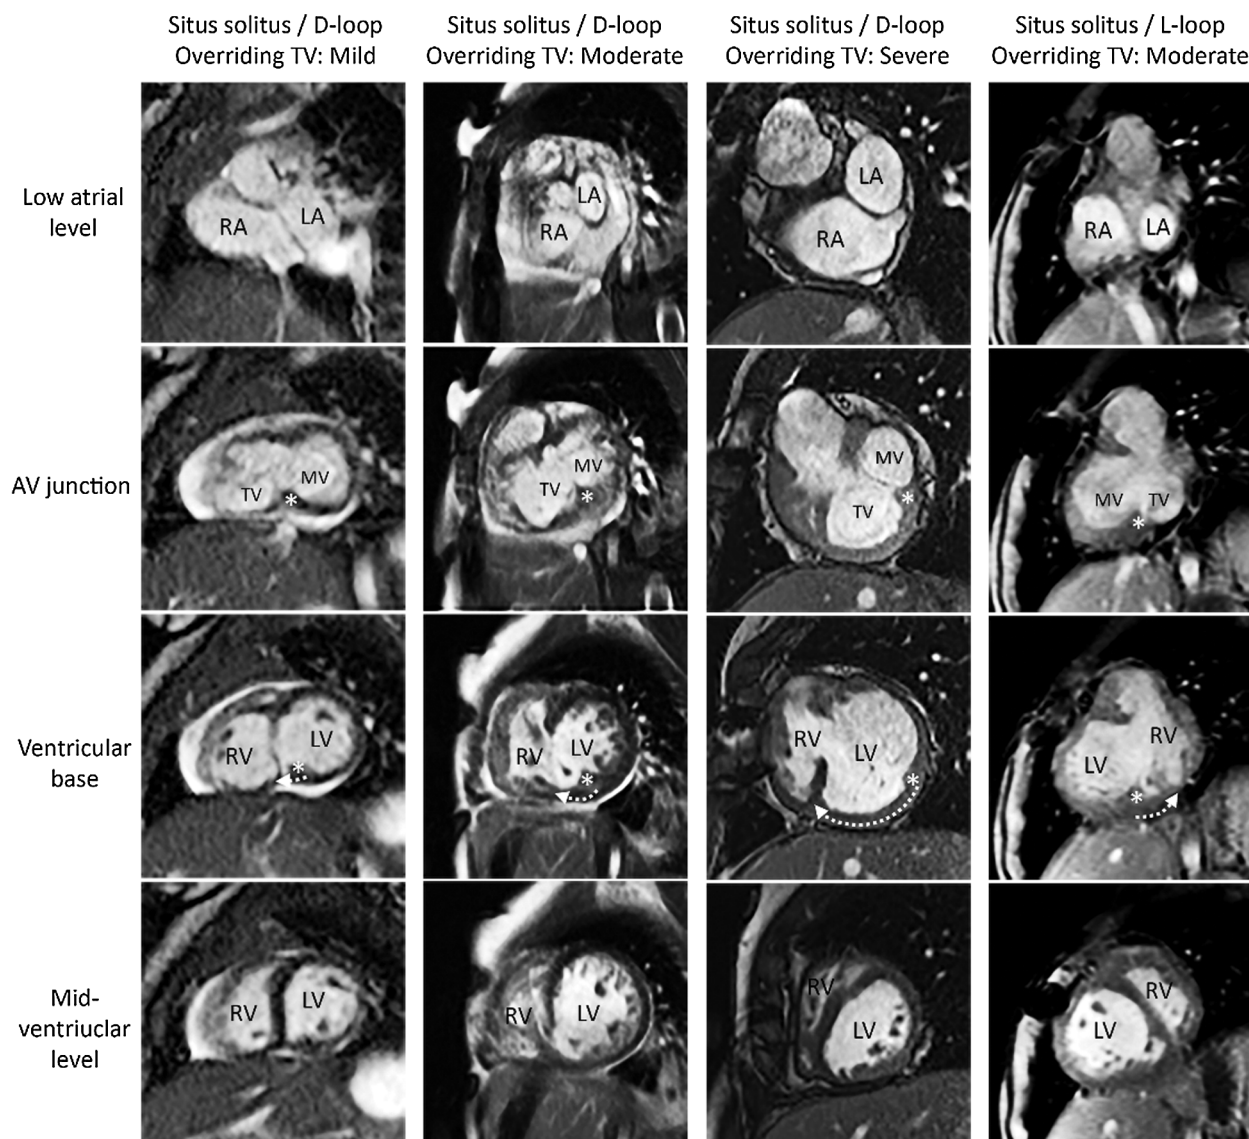 Situs solitus / D-loop
Overriding TV: Mild
Situs solitus / D-loop
Overriding TV: Moderate
Situs solitus / D-loop
Overriding TV: Severe
Situs solitus / L-loop
Overriding TV: Moderate
Low atrial
level
RA LA
RA LA
LA
RA
RA LA
AV junction
TV MV
*
MV
TV *
MV
*
TV
MV TV
*
Ventricular
base
RV LV
*
RV LV
*
RV LV
*
RV
LV
*
Mid-
ventriuclar
level
RV LV
RV LV
RV
LV
RV
LV